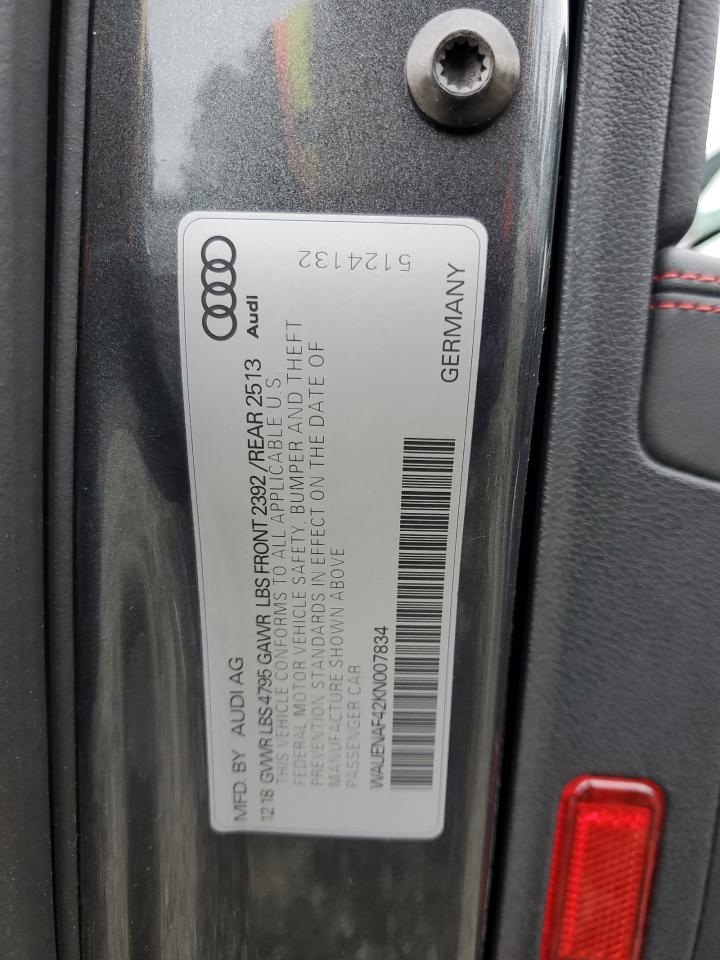 MFD. BY AUDI AG
Audi
12 18 GVWR LBS 4795 GAWR LBS FRONT 2392 /REAR 2513
THIS VEHICLE CONFORMS TO ALL APPLICABLE U.S.
FEDERAL MOTOR VEHICLE SAFETY, BUMPER AND THEFT
PREVENTION STANDARDS IN EFFECT ON THE DATE OF
MANUFACTURE SHOWN ABOVE
PASSENGER CAR
WAUENAF42KN007834
5124132
GERMANY